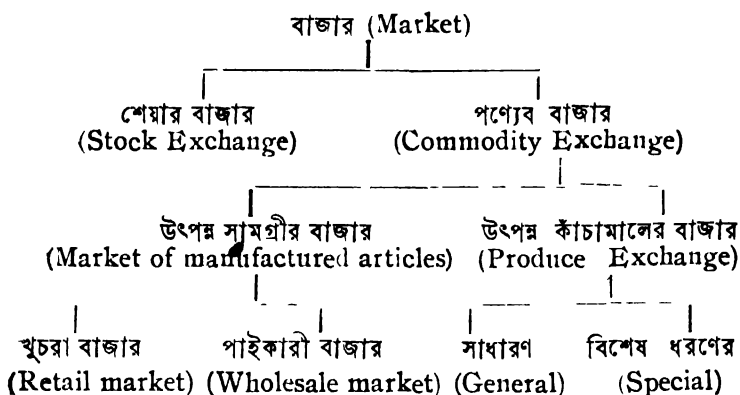 বাজার (Market)
শেয়ার বাজার পণ্যেব বাজার
(Stock Exchange) (Commodity Exchange)
উৎপন্ন সামগ্রীর বাজার উৎপন্ন কাঁচামালের বাজার
(Market of manufactured articles) (Produce Exchange)
খুচরা বাজার পাইকারী বাজার সাধারণ বিশেষ ধরণের
(Retail market) (Wholesale market) (General) (Special)